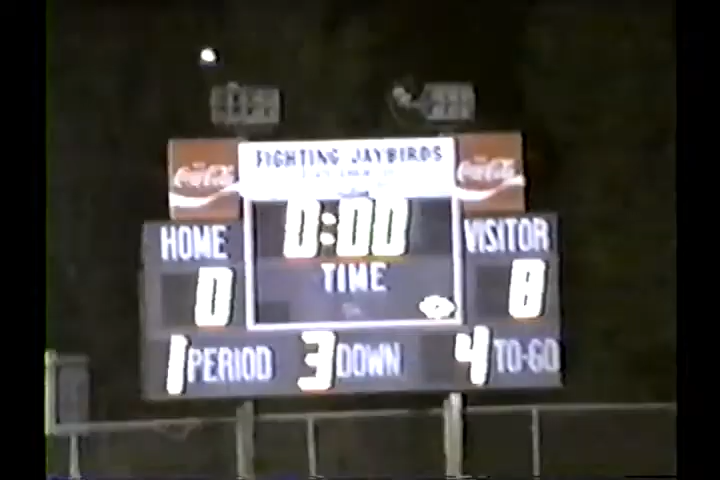 FIGHTING JAYBIRDS
Coca-Cola
Coca-Cola
0:00
HOME
TIME
VISITOR
0
8
1 PERIOD 3 DOWN 4 TO-GO